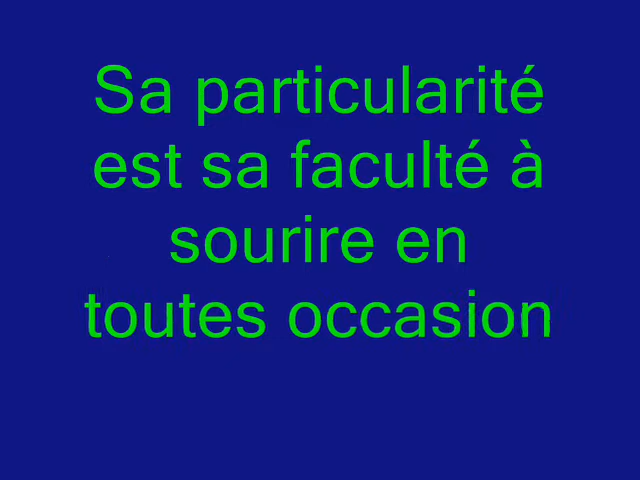 Sa particularité
est sa faculté à
sourire en
toutes occasion